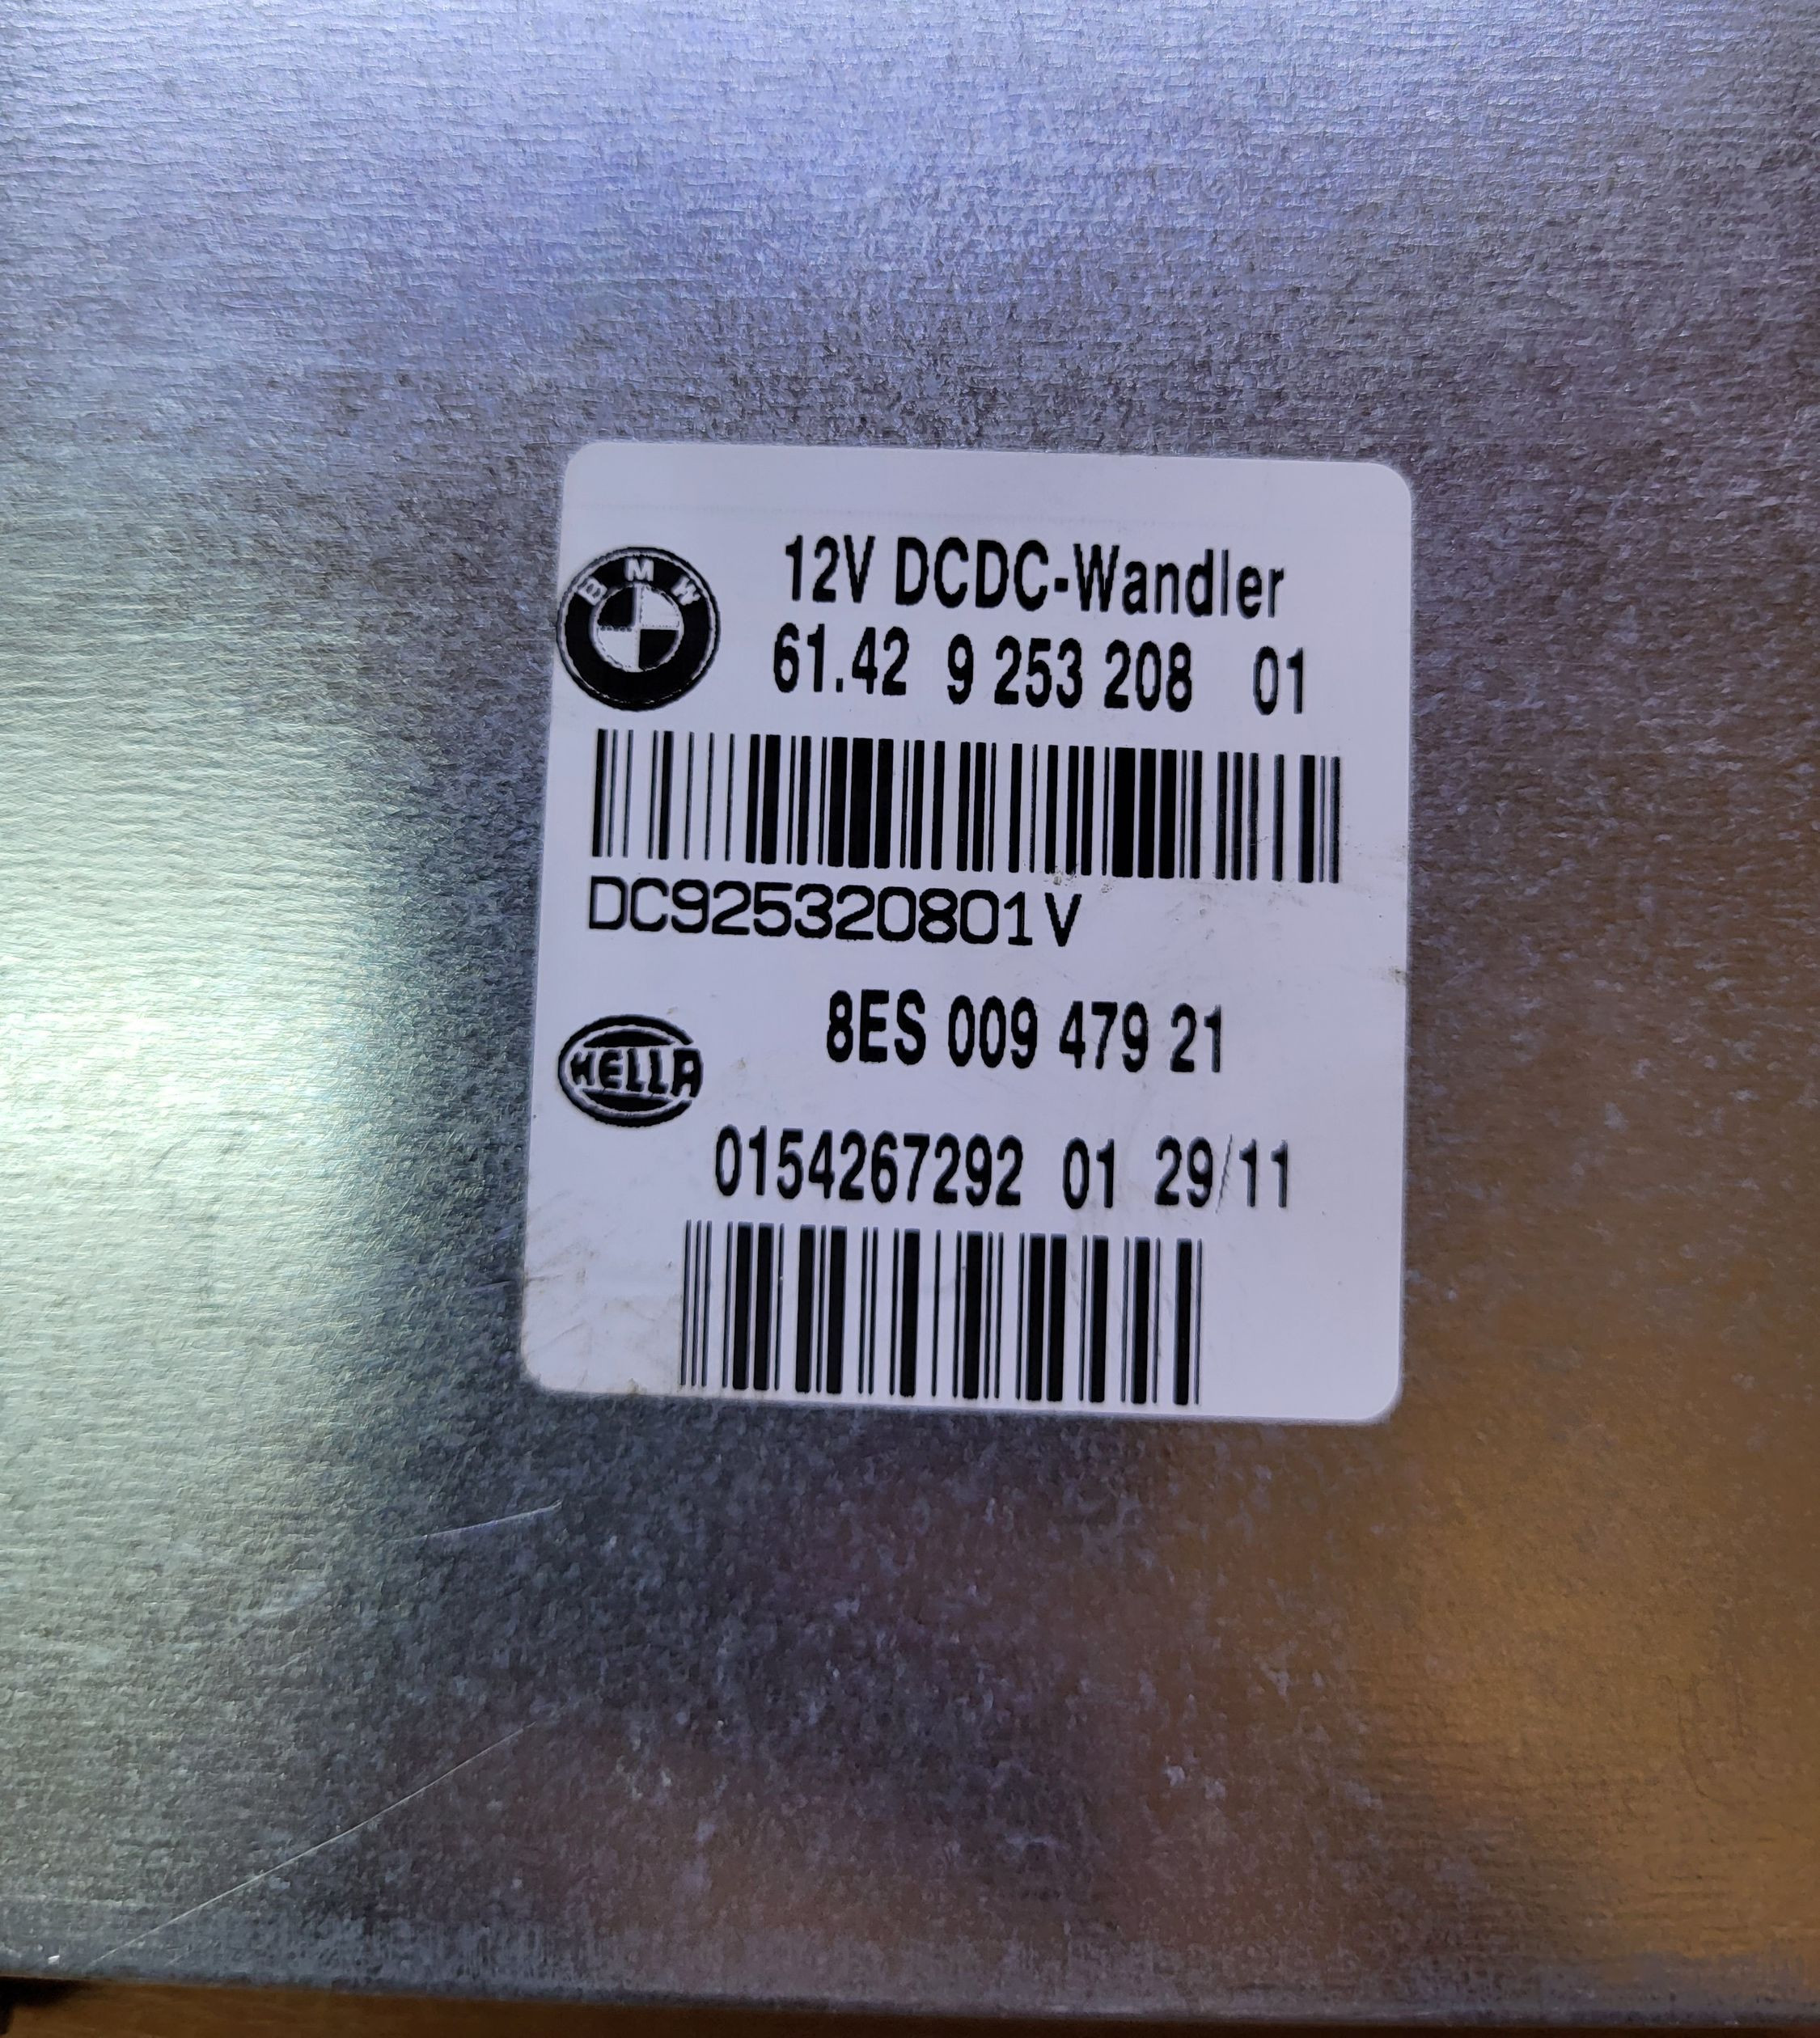 BMW
12V DCDC-Wandler
61.42 9 253 208 01
DC925320801V
8ES 009 479 21
HELLA
0154267292 01 29/11